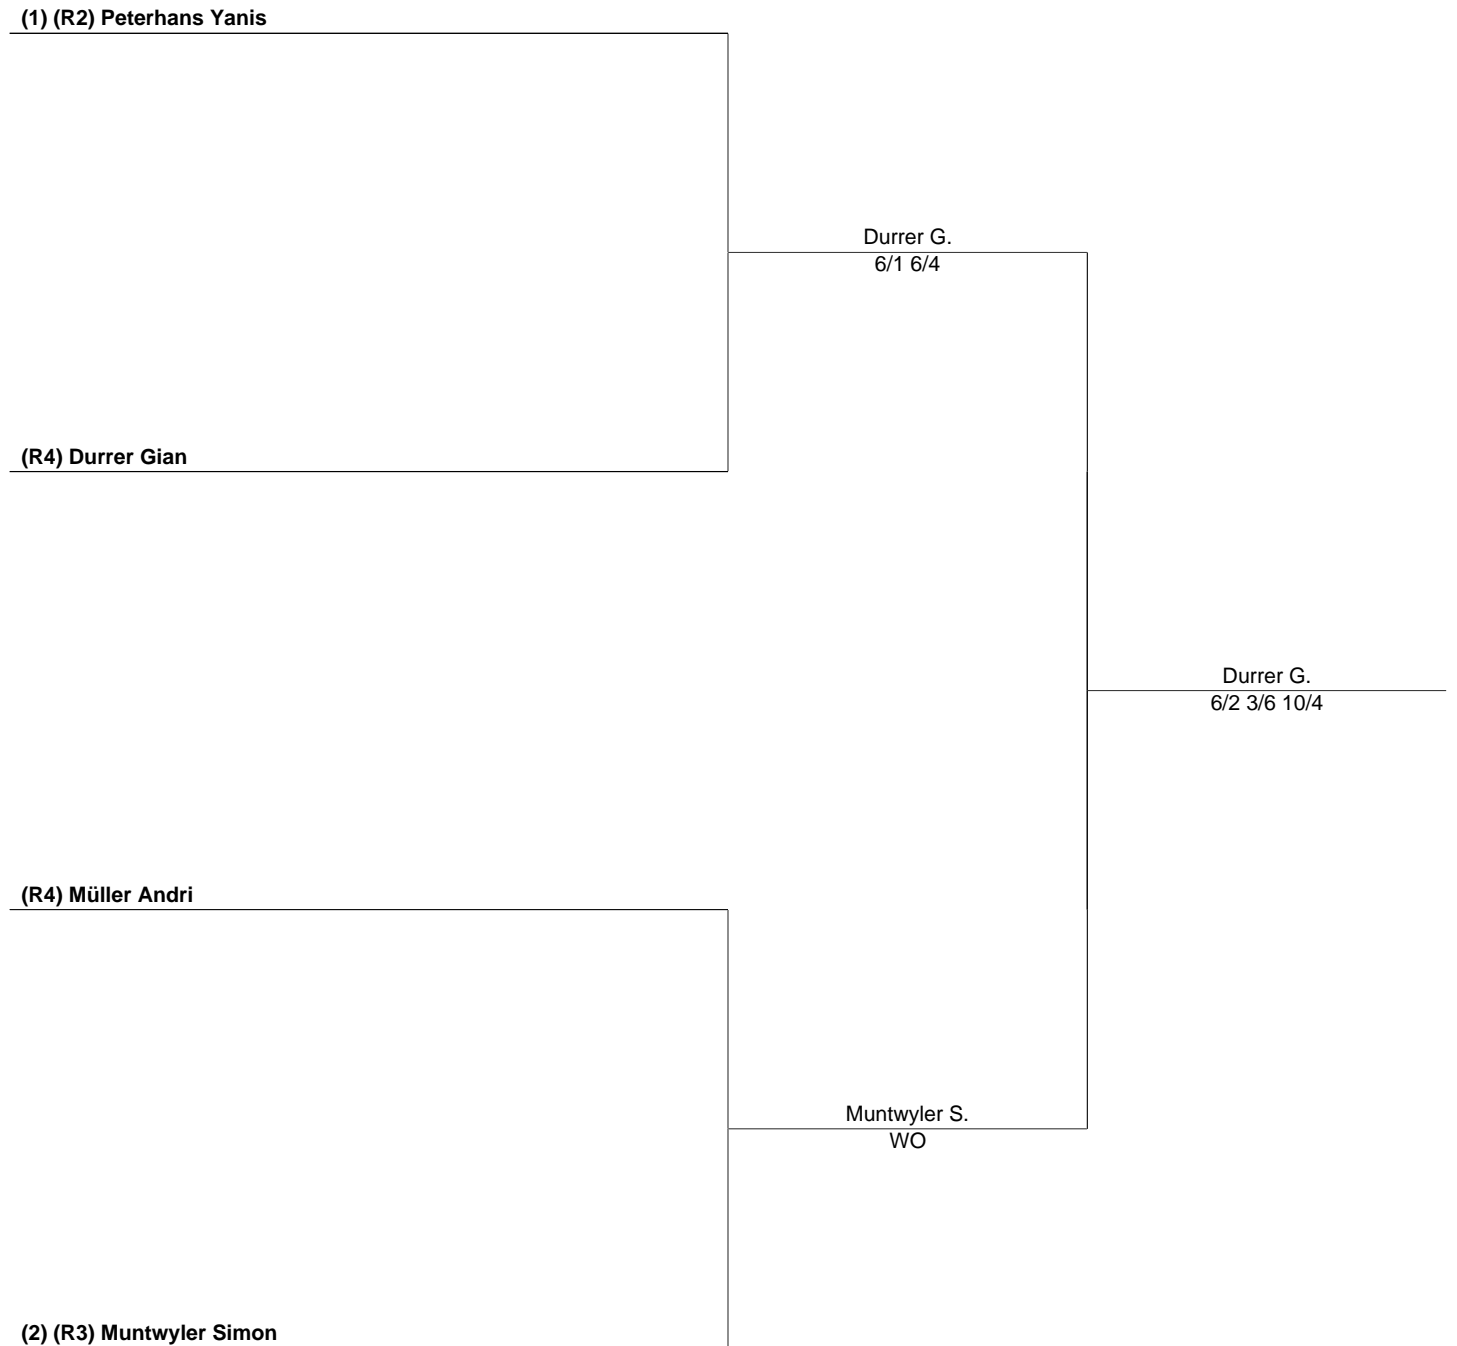 (1) (R2) Peterhans Yanis
Durrer G.
6/1 6/4
(R4) Durrer Gian
Durrer G.
6/2 3/6 10/4
(R4) Müller Andri
Muntwyler S.
WO
(2) (R3) Muntwyler Simon